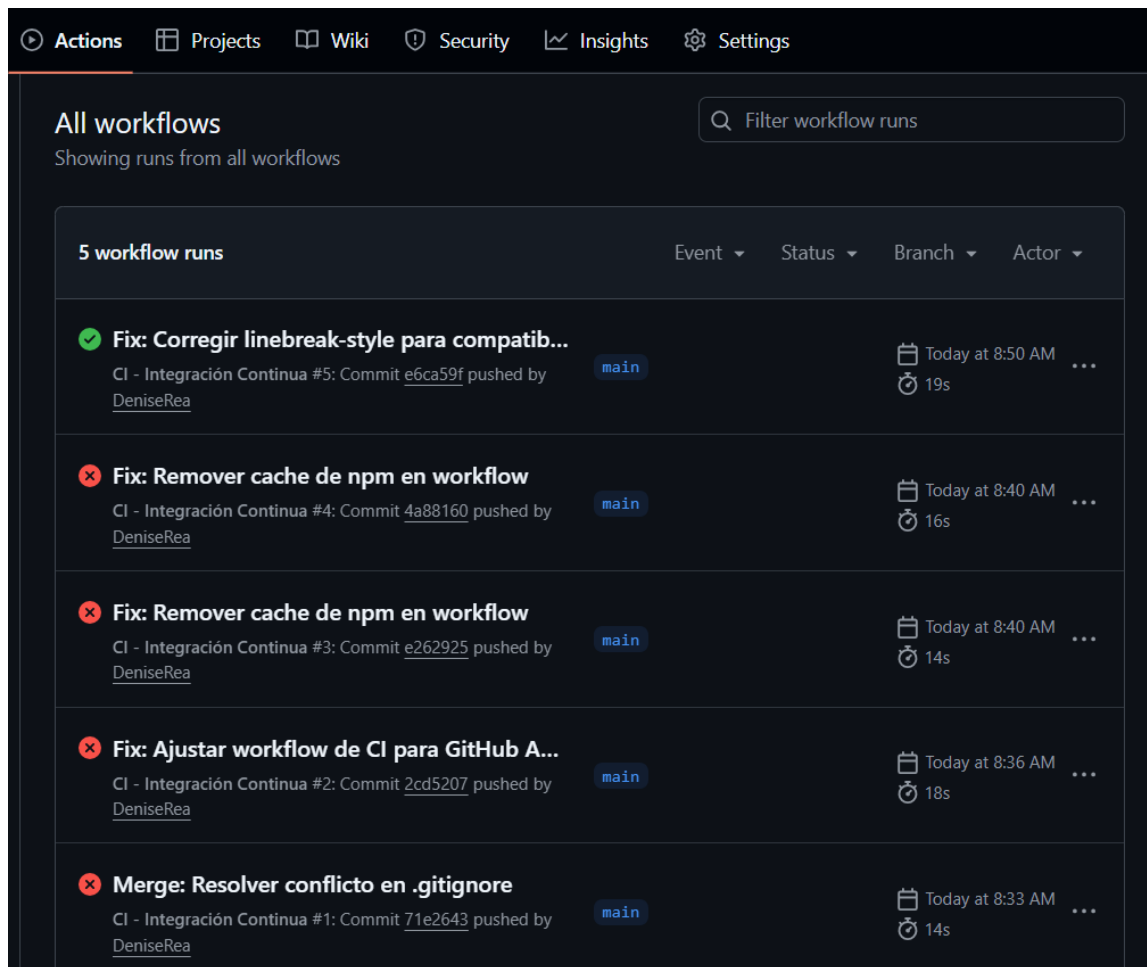 Actions Projects Wiki Security Insights Settings
All workflows
Filter workflow runs
Showing runs from all workflows
5 workflow runs Event Status Branch Actor
Fix: Corregir linebreak-style para compatib...
CI - Integración Continua #5: Commit e6ca59f pushed by
DeniseRea
main
Today at 8:50 AM
19s
Fix: Remover cache de npm en workflow
CI - Integración Continua #4: Commit 4a88160 pushed by
DeniseRea
main
Today at 8:40 AM
16s
Fix: Remover cache de npm en workflow
CI - Integración Continua #3: Commit e262925 pushed by
DeniseRea
main
Today at 8:40 AM
14s
Fix: Ajustar workflow de CI para GitHub A...
CI - Integración Continua #2: Commit 2cd5207 pushed by
DeniseRea
main
Today at 8:36 AM
18s
Merge: Resolver conflicto en .gitignore
CI - Integración Continua #1: Commit 71e2643 pushed by
DeniseRea
main
Today at 8:33 AM
14s